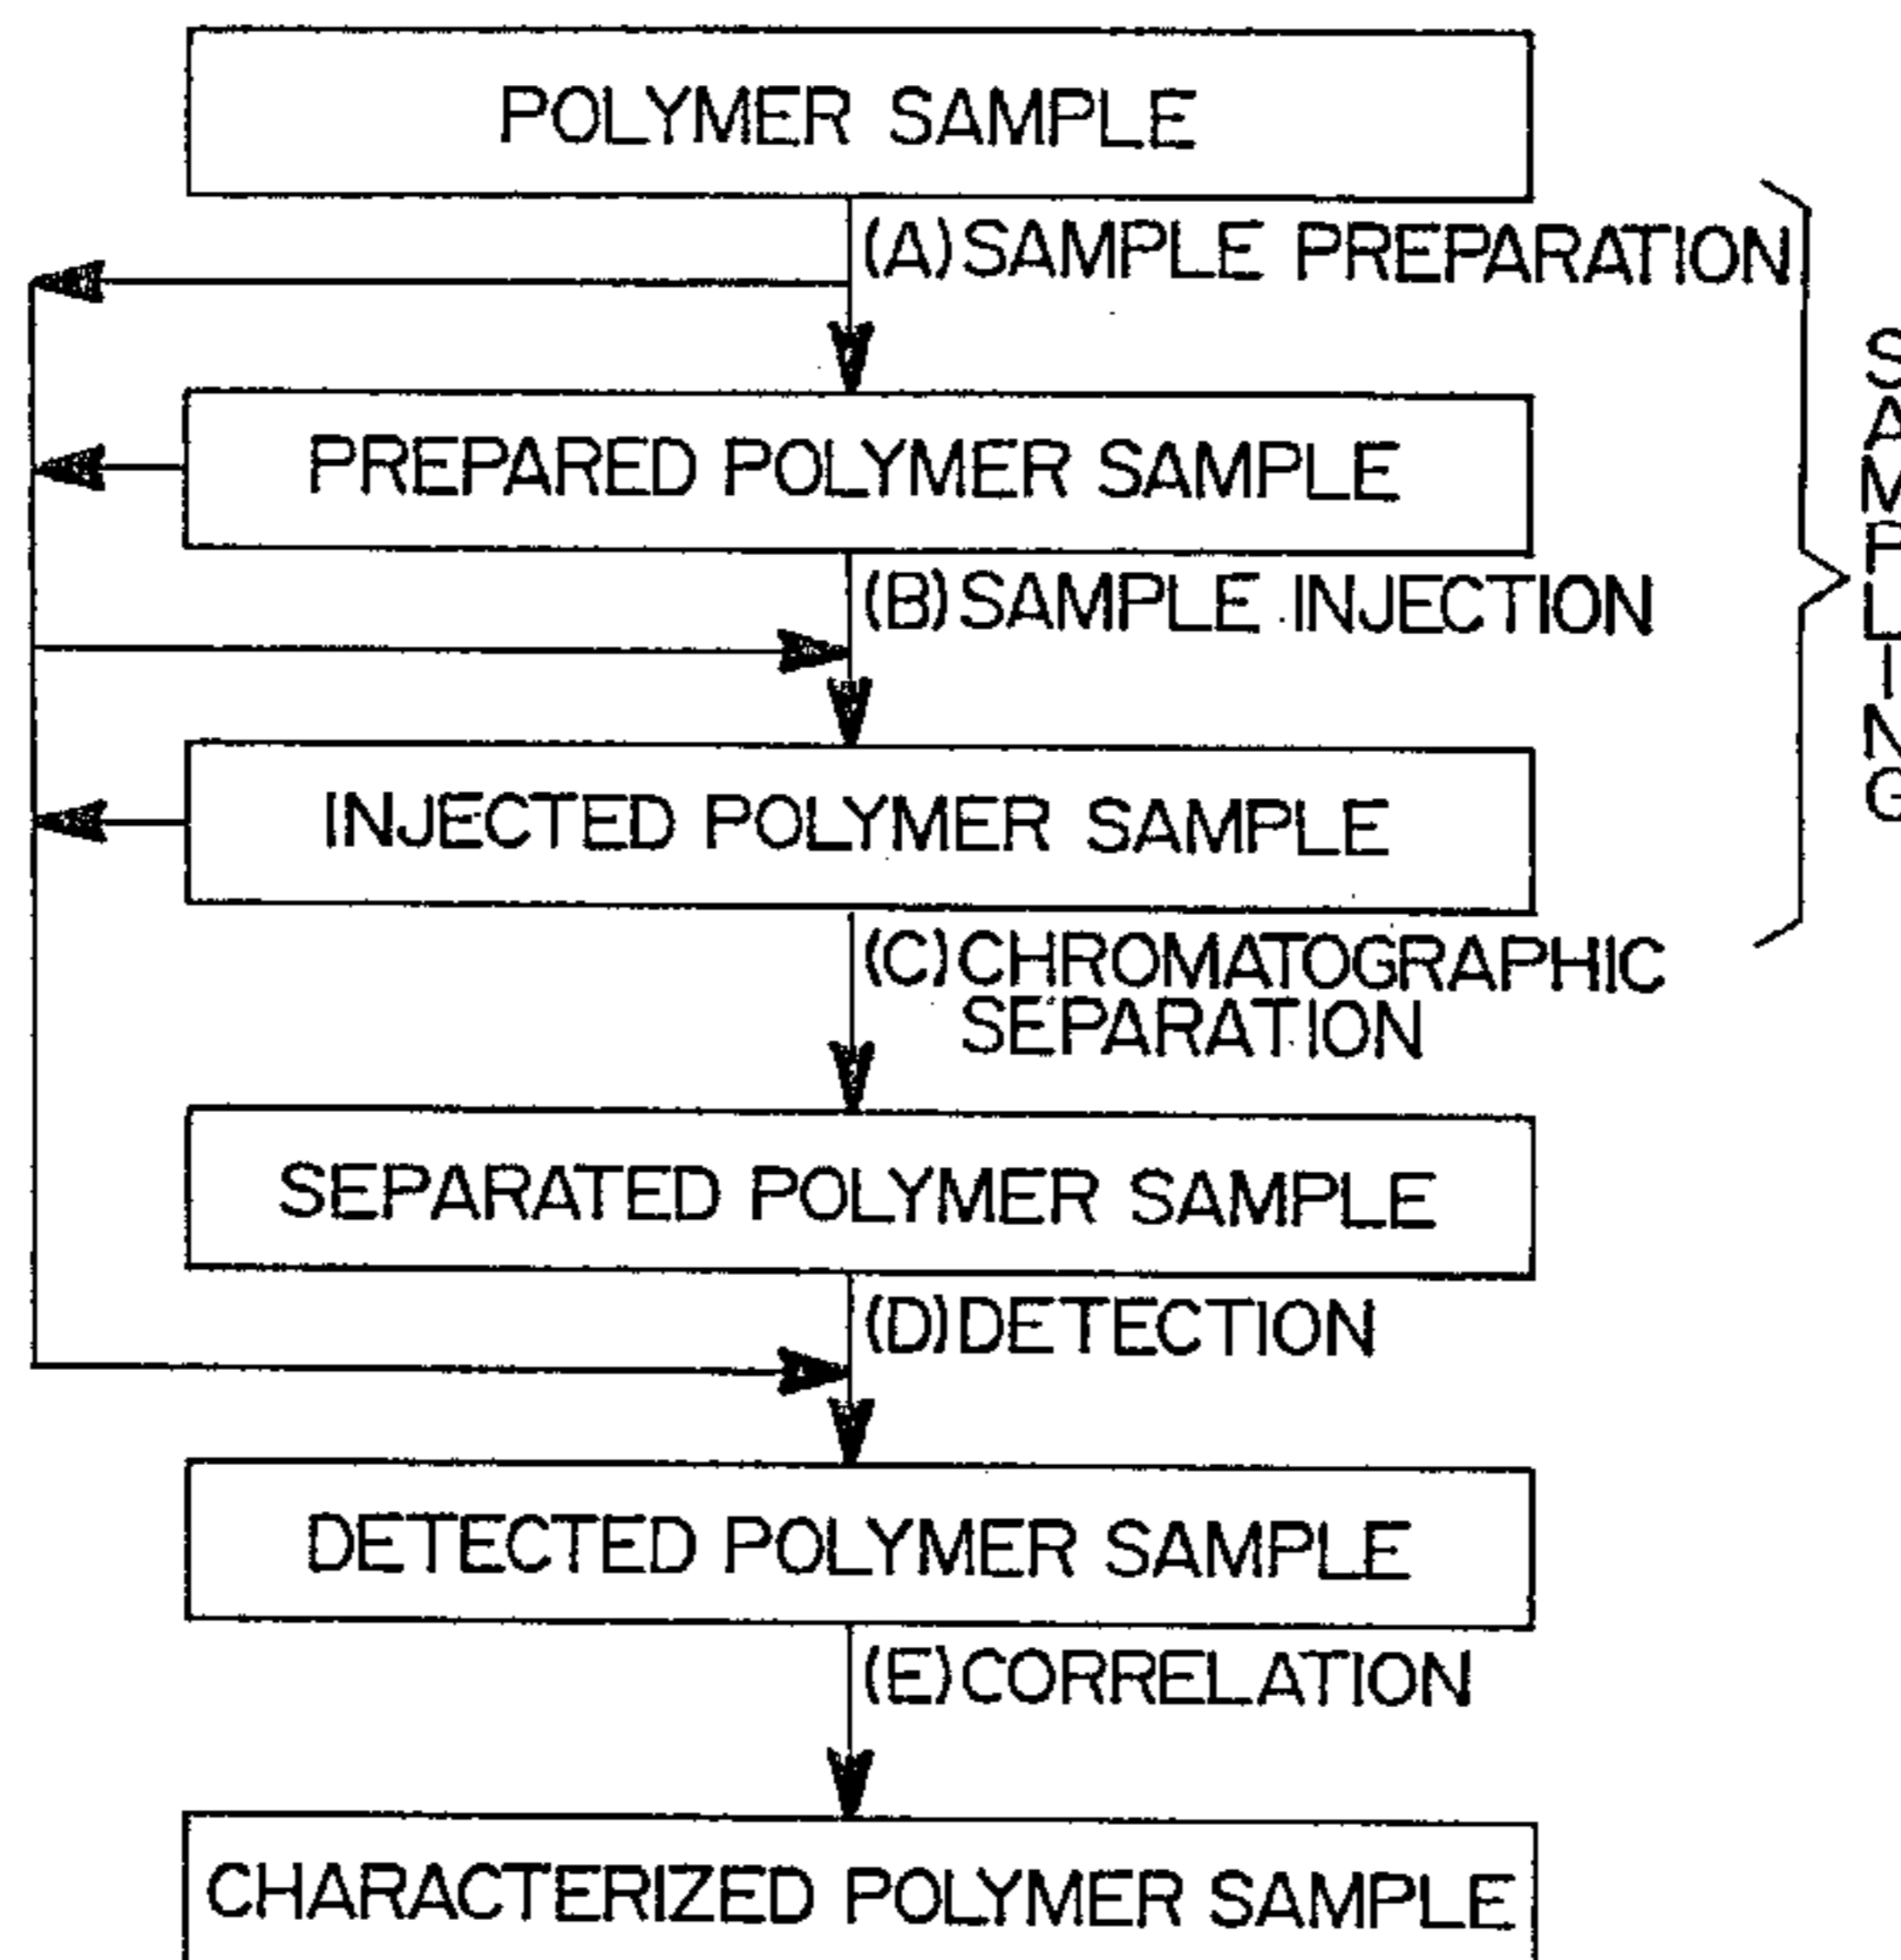 POLYMER SAMPLE
(A) SAMPLE PREPARATION
PREPARED POLYMER SAMPLE
(B) SAMPLE INJECTION
INJECTED POLYMER SAMPLE
(C) CHROMATOGRAPHIC
SEPARATION
SEPARATED POLYMER SAMPLE
(D) DETECTION
DETECTED POLYMER SAMPLE
(E) CORRELATION
CHARACTERIZED POLYMER SAMPLE
SAMPLING